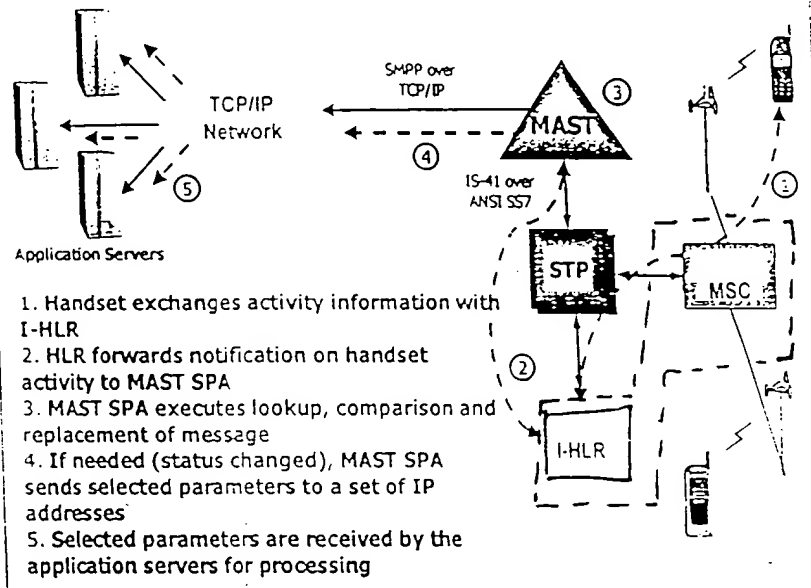 SMPP over
TCP/IP
③
TCP/IP
Network
MAST
④
①
⑤
IS-41 over
ANSI SS7
Application Servers
STP
MSC
1. Handset exchanges activity information with
I-HLR
2. HLR forwards notification on handset
activity to MAST SPA
②
3. MAST SPA executes lookup, comparison and
replacement of message
I-HLR
4. If needed (status changed), MAST SPA
sends selected parameters to a set of IP
addresses
5. Selected parameters are received by the
application servers for processing